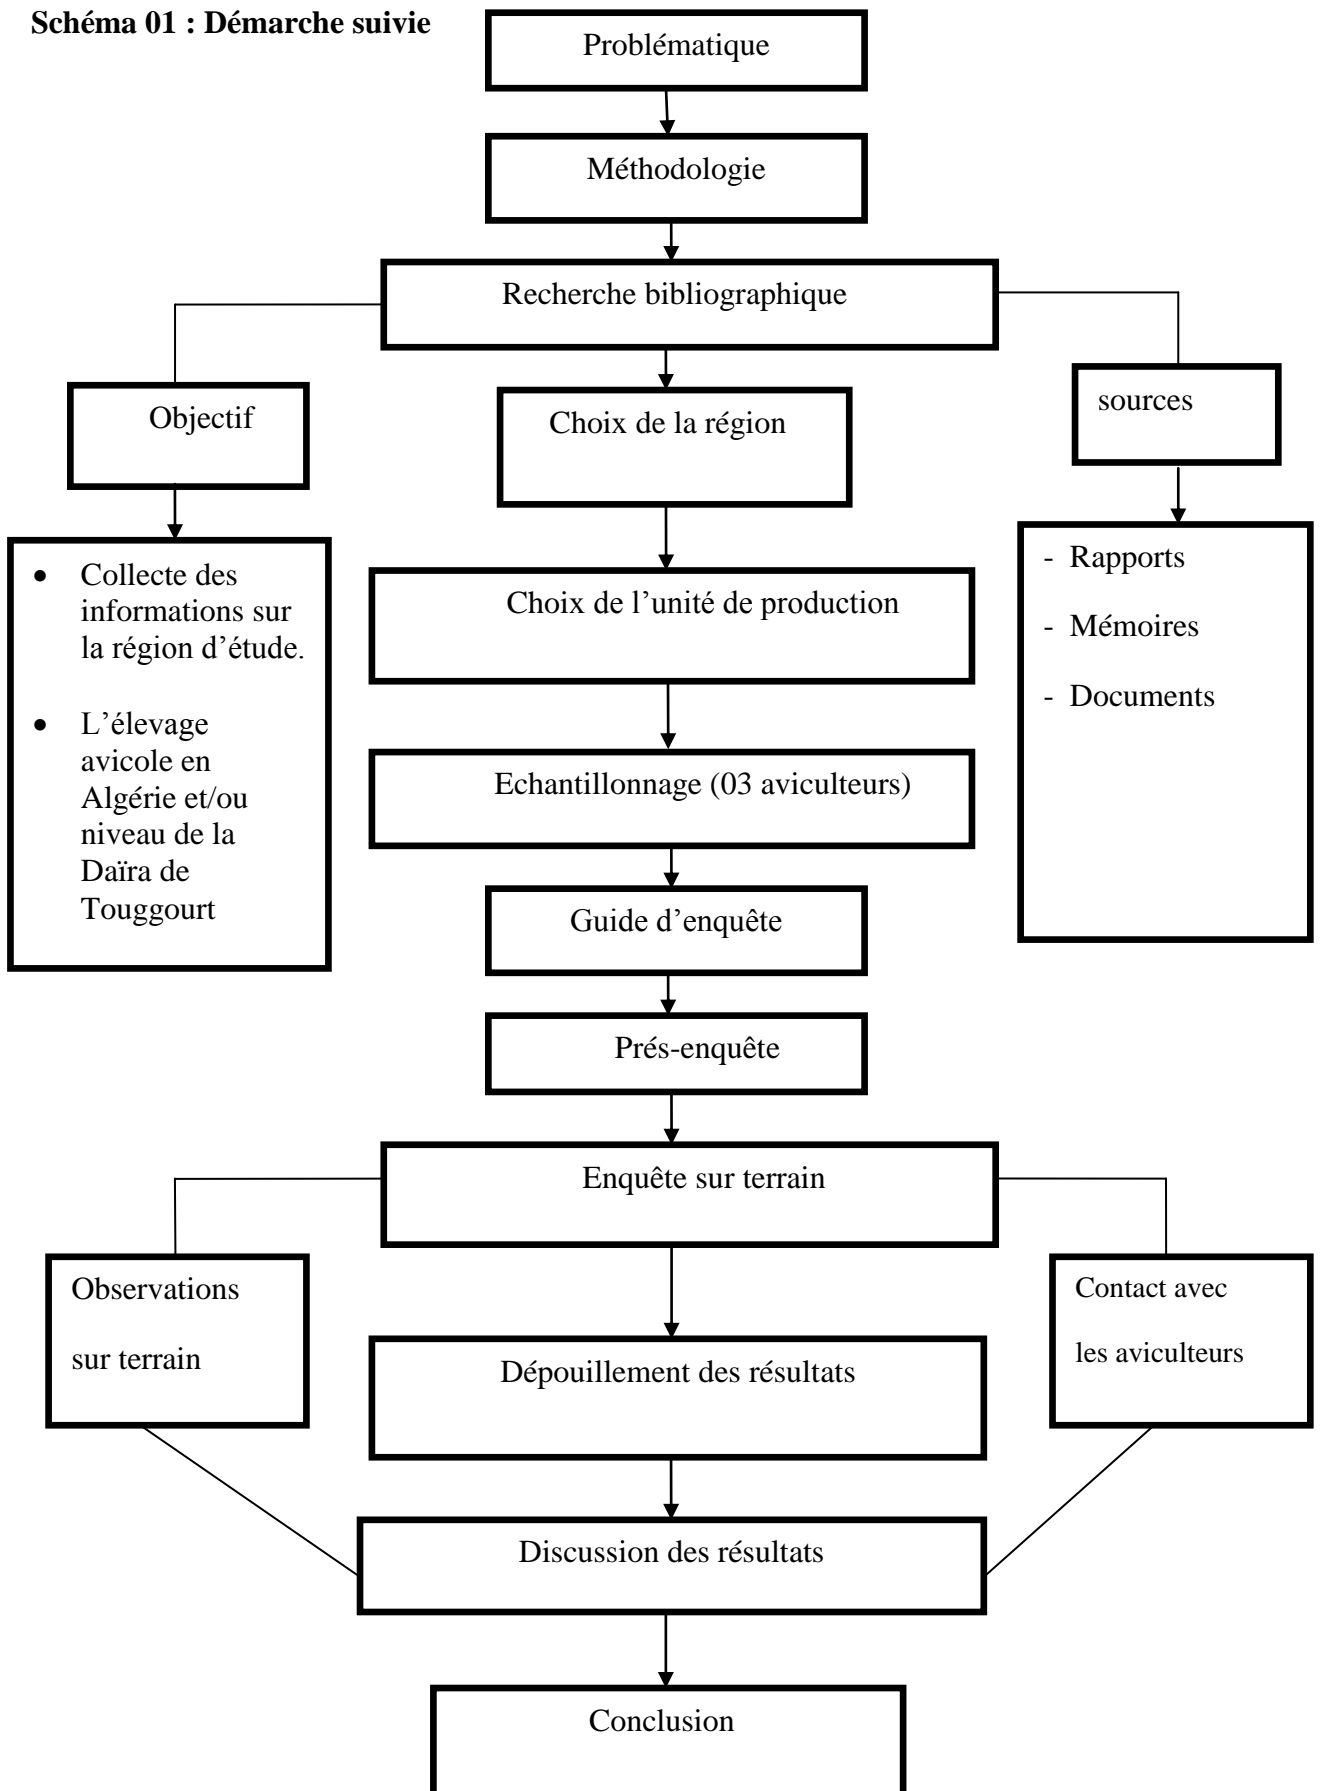 Schéma 01 : Démarche suivie
Problématique
Méthodologie
Recherche bibliographique
Objectif
Choix de la région
sources
• Collecte des
informations sur
la région d’étude.
• L’élevage
avicole en
Algérie et/ou
niveau de la
Daïra de
Touggourt
- Rapports
- Mémoires
- Documents
Choix de l’unité de production
Echantillonnage (03 aviculteurs)
Guide d’enquête
Prés-enquête
Enquête sur terrain
Observations
sur terrain
Contact avec
les aviculteurs
Dépouillement des résultats
Discussion des résultats
Conclusion